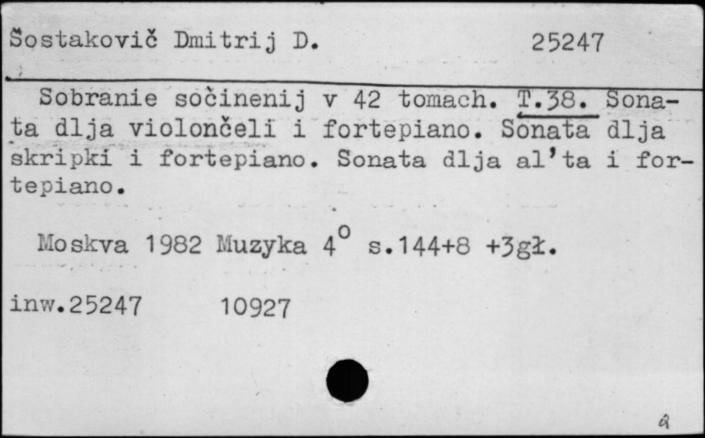 Šostakovič Dmitrij D. 25247
Sobranie sočinenij v 42 tomach. T.38. Sona-
ta dlja violončeli i fortepiano. Sonata dlja
skripki i fortepiano. Sonata dlja al'ta i for-
tepiano.
Moskva 1982 Muzyka 4º s.144+8 +3gł.
inw.25247 10927